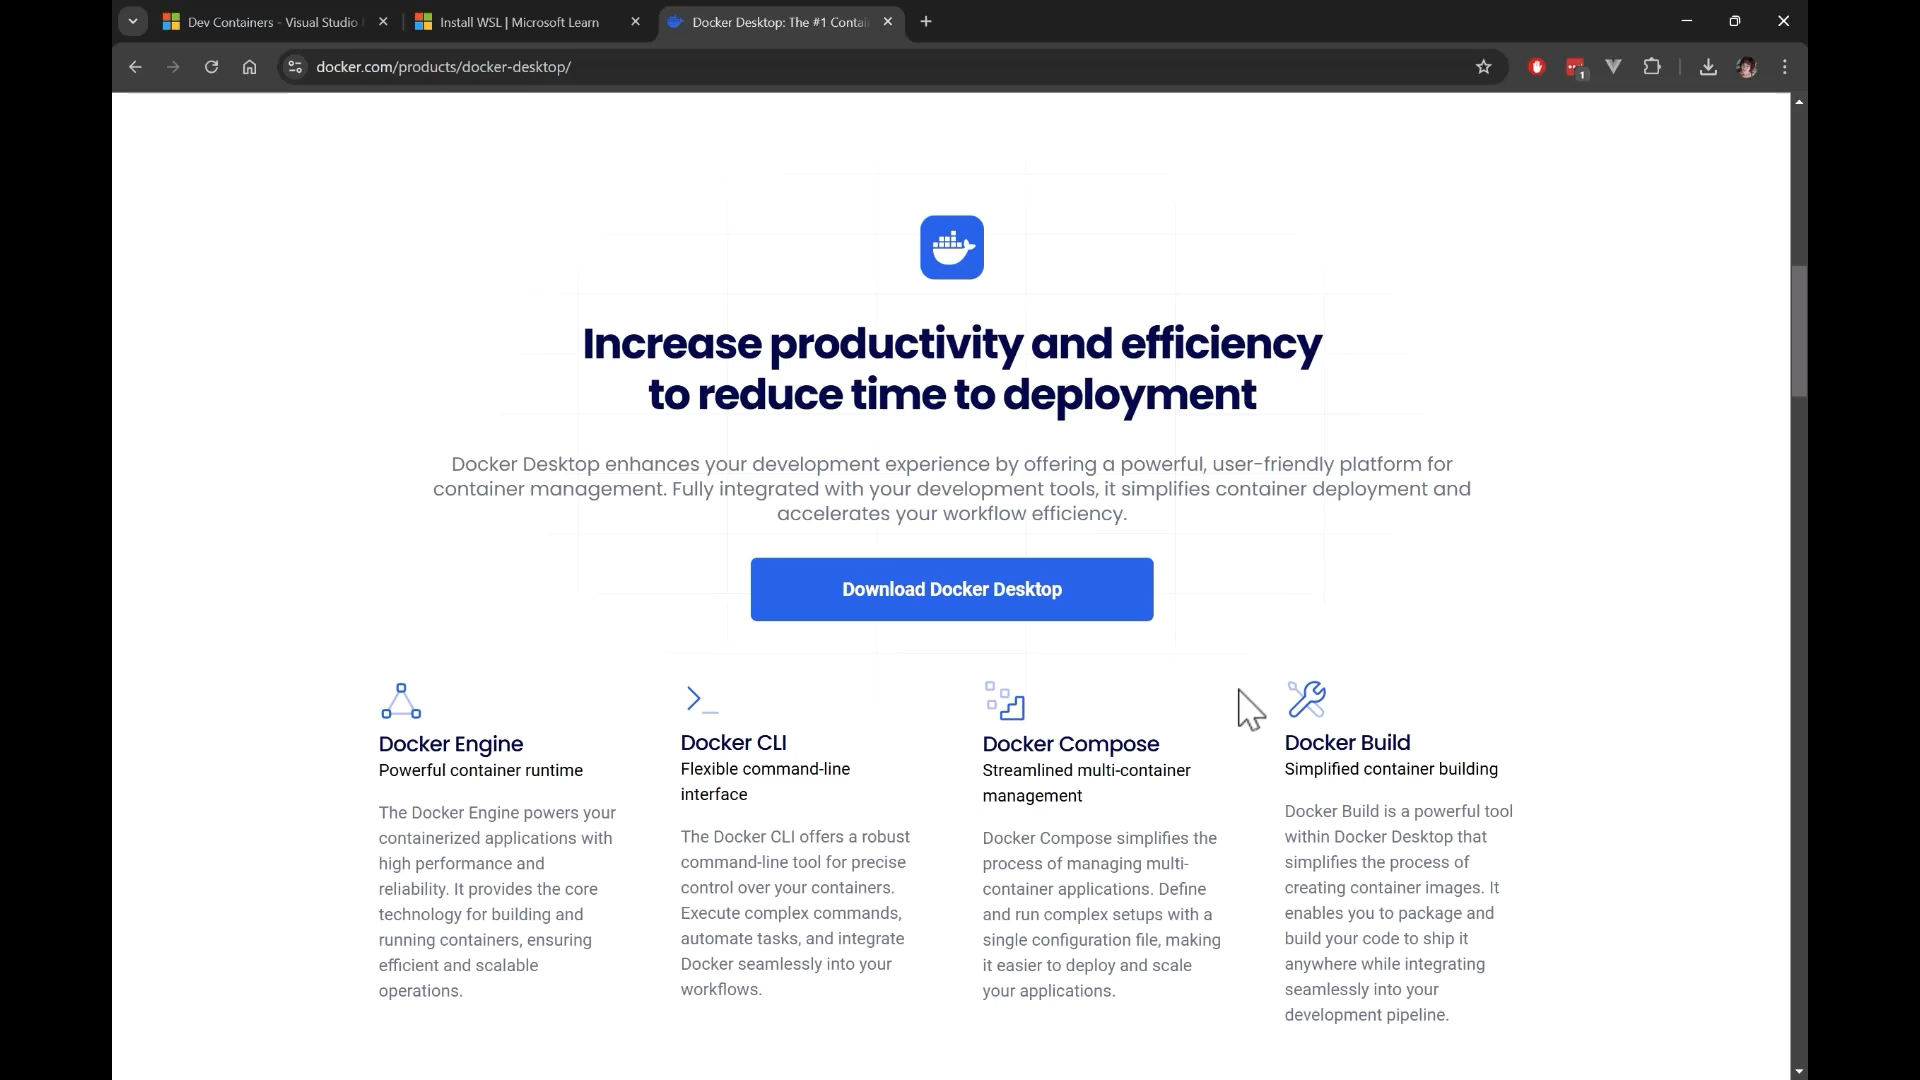 Dev Containers - Visual Studio
Install WSL | Microsoft Learn
Docker Desktop: The #1 Contai
docker.com/products/docker-desktop/
1
Increase productivity and efficiency
to reduce time to deployment
Docker Desktop enhances your development experience by offering a powerful, user-friendly platform for
container management. Fully integrated with your development tools, it simplifies container deployment and
accelerates your workflow efficiency.
Download Docker Desktop
Docker Engine
Powerful container runtime
The Docker Engine powers your
containerized applications with
high performance and
reliability. It provides the core
technology for building and
running containers, ensuring
efficient and scalable
operations.
Docker CLI
Flexible command-line
interface
The Docker CLI offers a robust
command-line tool for precise
control over your containers.
Execute complex commands,
automate tasks, and integrate
Docker seamlessly into your
workflows.
Docker Compose
Streamlined multi-container
management
Docker Compose simplifies the
process of managing multi-
container applications. Define
and run complex setups with a
single configuration file, making
it easier to deploy and scale
your applications.
Docker Build
Simplified container building
Docker Build is a powerful tool
within Docker Desktop that
simplifies the process of
creating container images. It
enables you to package and
build your code to ship it
anywhere while integrating
seamlessly into your
development pipeline.